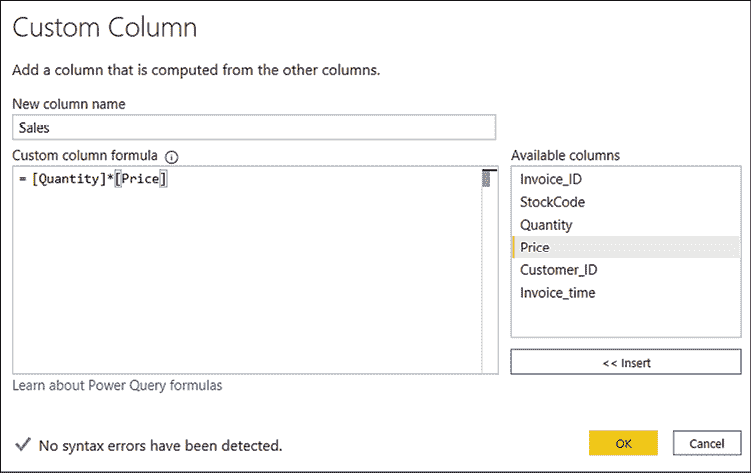 Custom Column
Add a column that is computed from the other columns.
New column name
Sales
Custom column formula
= [Quantity]*[Price]
Available columns
Invoice_ID
StockCode
Quantity
Price
Customer_ID
Invoice_time
<< Insert
Learn about Power Query formulas
No syntax errors have been detected.
OK
Cancel